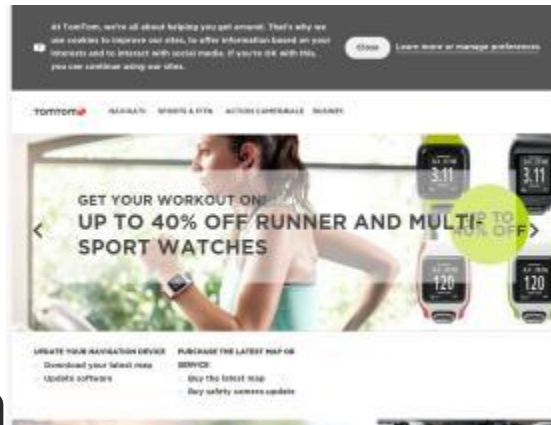 At TomTom, we're all about helping you get around. That's why we
use cookies to improve our sites, to offer information based on your
interests and to interact with social media. If you're OK with this,
you can continue using our sites.
Close
Learn more or manage preferences
TOMTOM
SPORTS & FITN ACTION CAMERA BUSINES
GET YOUR WORKOUT ON!
UP TO 40% OFF RUNNER AND MULTI-
SPORT WATCHES
UP TO
40% OFF
3.11
3.11
120
120
UPDATE YOUR NAVIGATION DEVICE
Download your latest map
Update software
PURCHASE THE LATEST MAP OR
SERVICE
Buy the latest map
Buy safety camera update